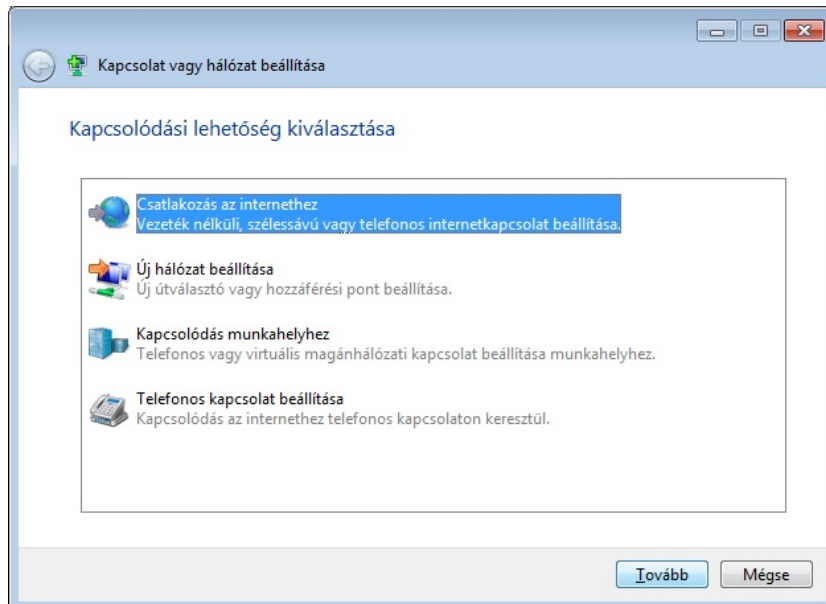 Kapcsolat vagy hálózat beállítása
Kapcsolódási lehetőség kiválasztása
Csatlakozás az internethez
Vezeték nélküli, szélessávú vagy telefonos internetkapcsolat beállítása.
Új hálózat beállítása
Új útválasztó vagy hozzáférési pont beállítása.
Kapcsolódás munkahelyhez
Telefonos vagy virtuális magánhálózati kapcsolat beállítása munkahelyhez.
Telefonos kapcsolat beállítása
Kapcsolódás az internethez telefonos kapcsolaton keresztül.
Tovább
Mégse